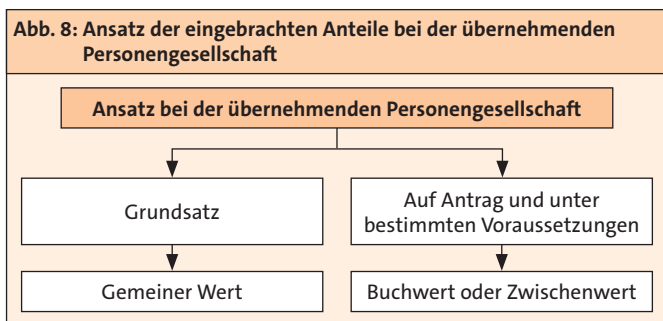 Abb. 8: Ansatz der eingebrachten Anteile bei der übernehmenden
Personengesellschaft
Ansatz bei der übernehmenden Personengesellschaft
Grundsatz
Auf Antrag und unter
bestimmten Voraussetzungen
Gemeiner Wert
Buchwert oder Zwischenwert